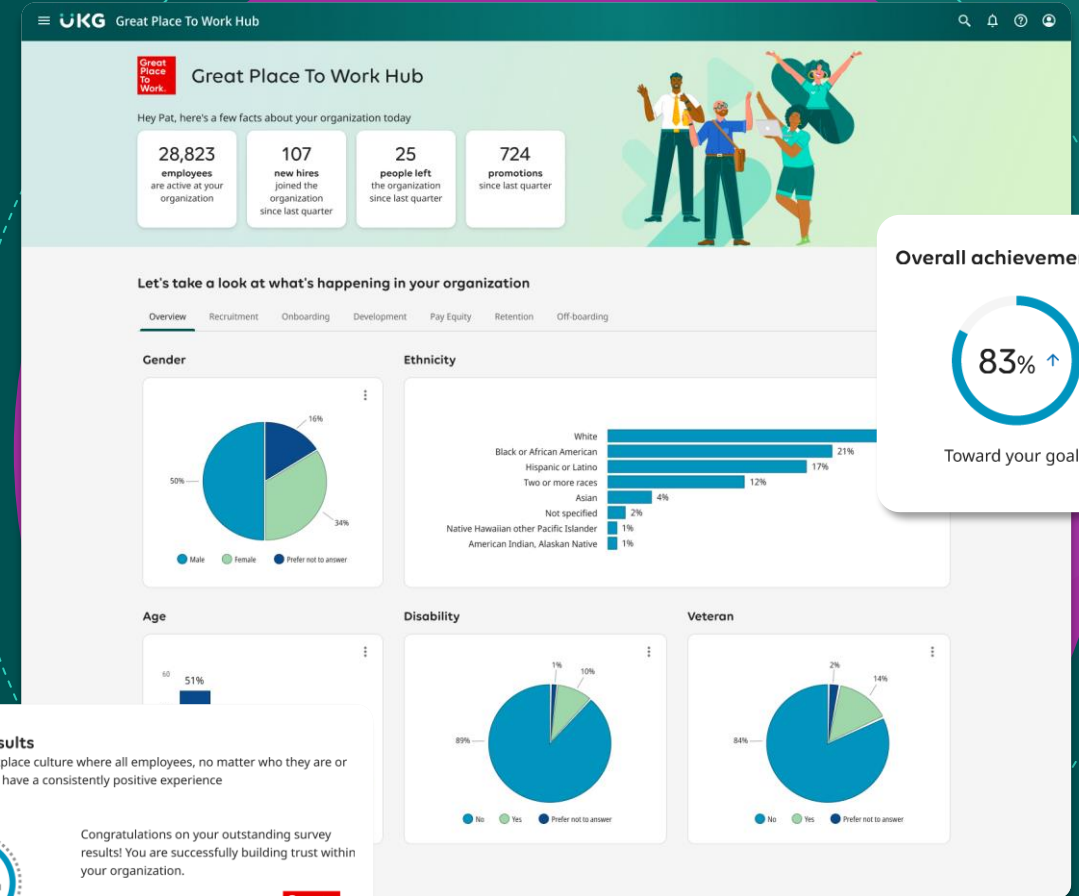 UKG Great Place To Work Hub
Great
Place
To
Work.
Great Place To Work Hub
Hey Pat, here's a few facts about your organization today
28,823
employees
are active at your
organization
107
new hires
joined the
organization
since last quarter
25
people left
the organization
since last quarter
724
promotions
since last quarter
Overall achieveme
83% ↑
Toward your goal
Let's take a look at what's happening in your organization
Overview Recruitment Onboarding Development Pay Equity Retention Off-boarding
Gender
16%
50%
34%
Male Female Prefer not to answer
Ethnicity
White
Black or African American 21%
Hispanic or Latino 17%
Two or more races 12%
Asian 4%
Not specified 2%
Native Hawaiian other Pacific Islander 1%
American Indian, Alaskan Native 1%
Age
60
51%
Disability
1%
10%
89%
No Yes Prefer not to answer
Veteran
2%
14%
84%
No Yes Prefer not to answer
sults
place culture where all employees, no matter who they are or
have a consistently positive experience
Congratulations on your outstanding survey
results! You are successfully building trust within
your organization.